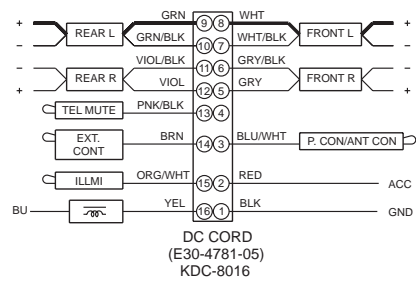 GRN 9 8 WHT
+ REAR L FRONT L +
− GRN/BLK 10 7 WHT/BLK −
VIOL/BLK 11 6 GRY/BLK
− REAR R FRONT R −
+ VIOL 12 5 GRY +
TEL MUTE PNK/BLK 13 4
EXT. CONT BRN 14 3 BLU/WHT P. CON/ANT CON
ILLMI ORG/WHT 15 2 RED ACC
BU YEL 16 1 BLK GND
DC CORD
(E30-4781-05)
KDC-8016